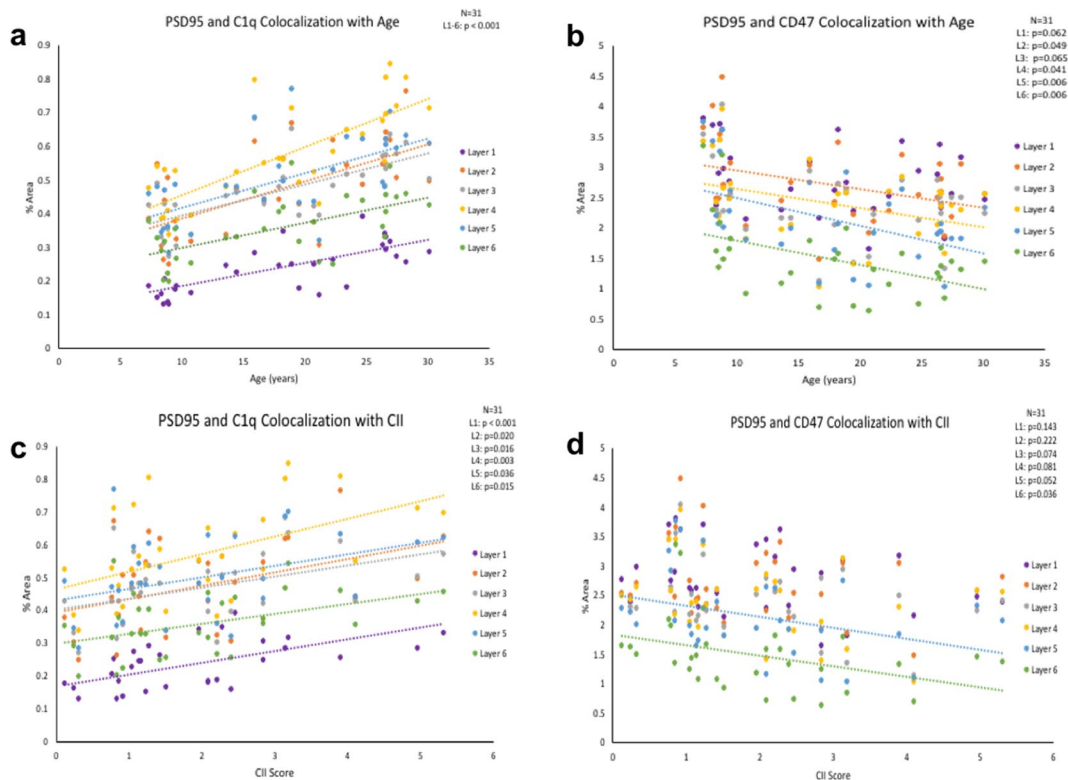 a
PSD95 and C1q Colocalization with Age
N=31
L1-6: p < 0.001
0.9
0.8
0.7
0.6
0.5
0.4
0.3
0.2
0.1
0
% Area
0 5 10 15 20 25 30 35
Age (years)
Layer 1
Layer 2
Layer 3
Layer 4
Layer 5
Layer 6
b
PSD95 and CD47 Colocalization with Age
N=31
L1: p=0.062
L2: p=0.049
L3: p=0.065
L4: p=0.041
L5: p=0.006
L6: p=0.006
5
4.5
4
3.5
3
2.5
2
1.5
1
0.5
0
% Area
0 5 10 15 20 25 30 35
Age (years)
Layer 1
Layer 2
Layer 3
Layer 4
Layer 5
Layer 6
c
PSD95 and C1q Colocalization with CII
N=31
L1: p < 0.001
L2: p=0.020
L3: p=0.016
L4: p=0.003
L5: p=0.036
L6: p=0.015
0.9
0.8
0.7
0.6
0.5
0.4
0.3
0.2
0.1
0
% Area
0 1 2 3 4 5 6
CII Score
Layer 1
Layer 2
Layer 3
Layer 4
Layer 5
Layer 6
d
PSD95 and CD47 Colocalization with CII
N=31
L1: p=0.143
L2: p=0.222
L3: p=0.074
L4: p=0.081
L5: p=0.052
L6: p=0.036
5
4.5
4
3.5
3
2.5
2
1.5
1
0.5
0
% Area
0 1 2 3 4 5 6
CII Score
Layer 1
Layer 2
Layer 3
Layer 4
Layer 5
Layer 6